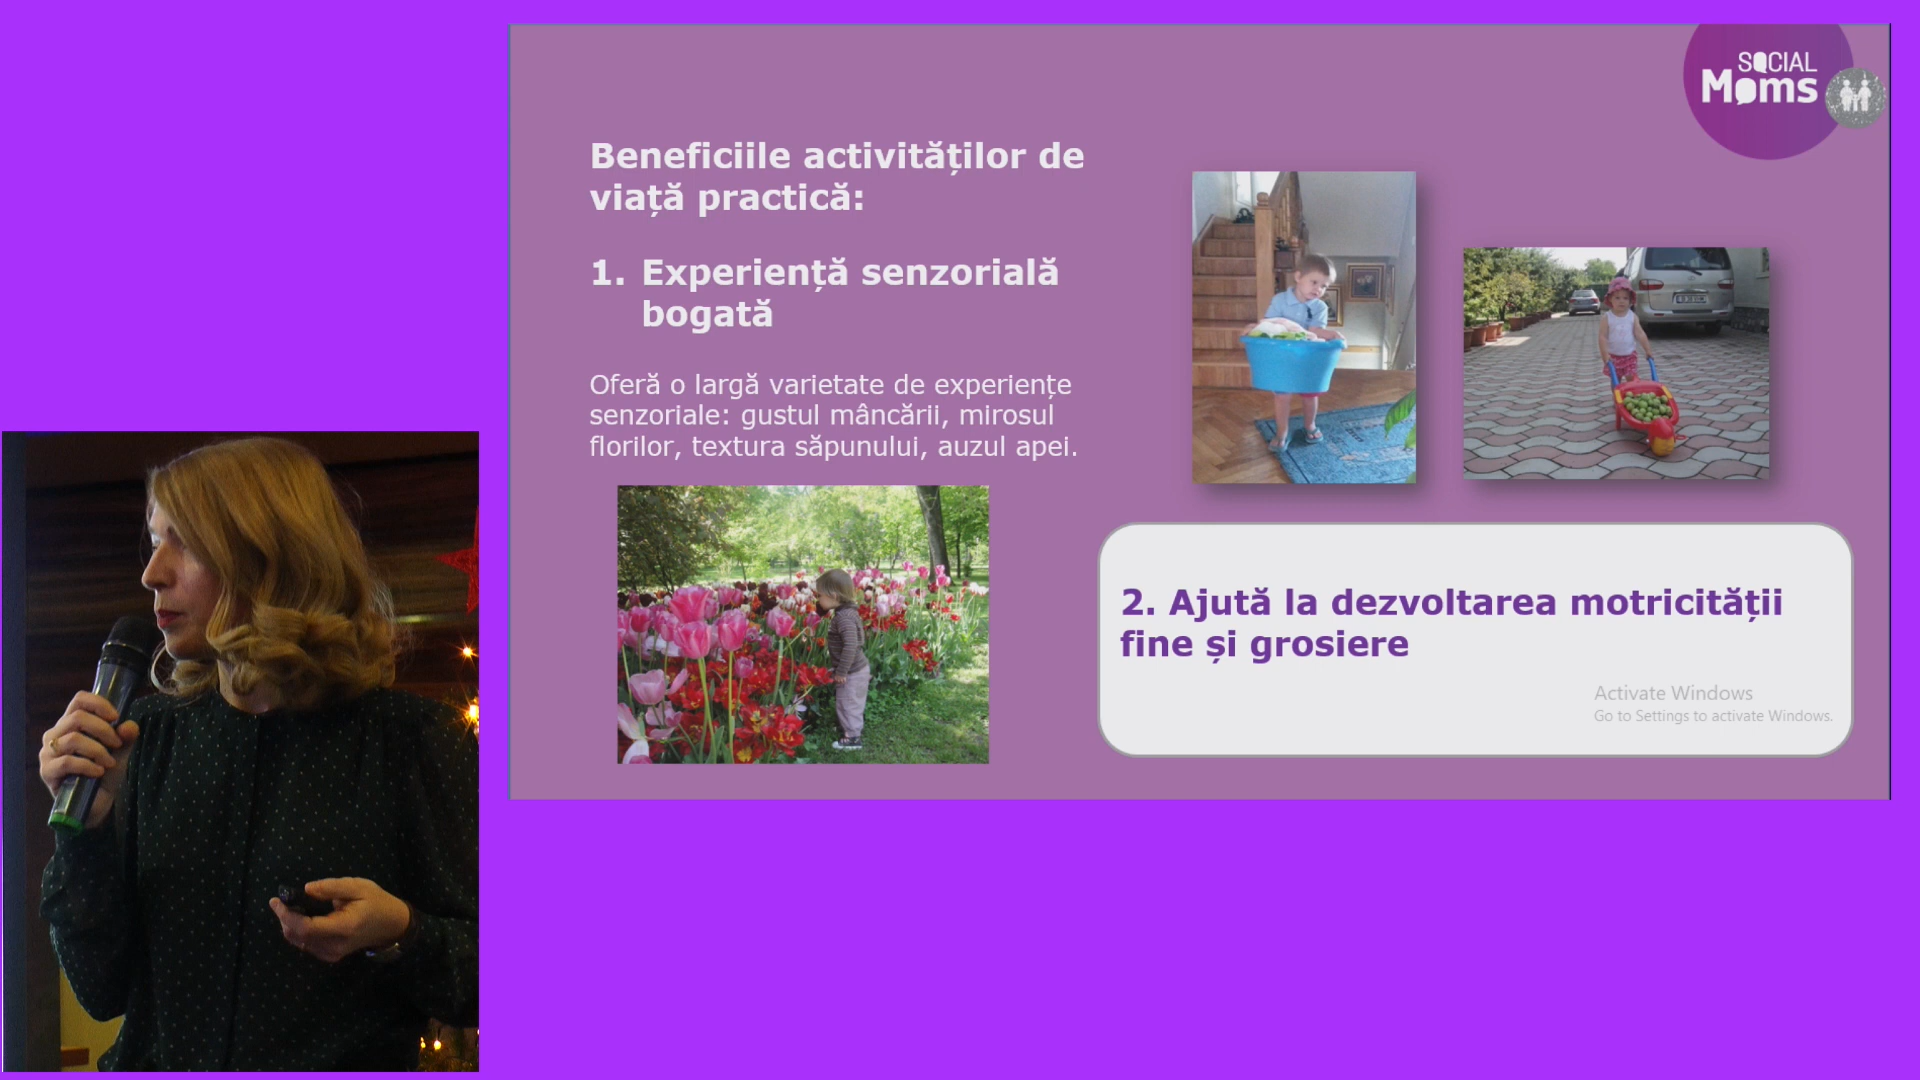 SOCIAL
Moms
Beneficiile activităților de
viață practică:
1. Experiență senzorială
bogată
Oferă o largă varietate de experiențe
senzoriale: gustul mâncării, mirosul
florilor, textura săpunului, auzul apei.
2. Ajută la dezvoltarea motricității
fine și grosiere
Activate Windows
Go to Settings to activate Windows.